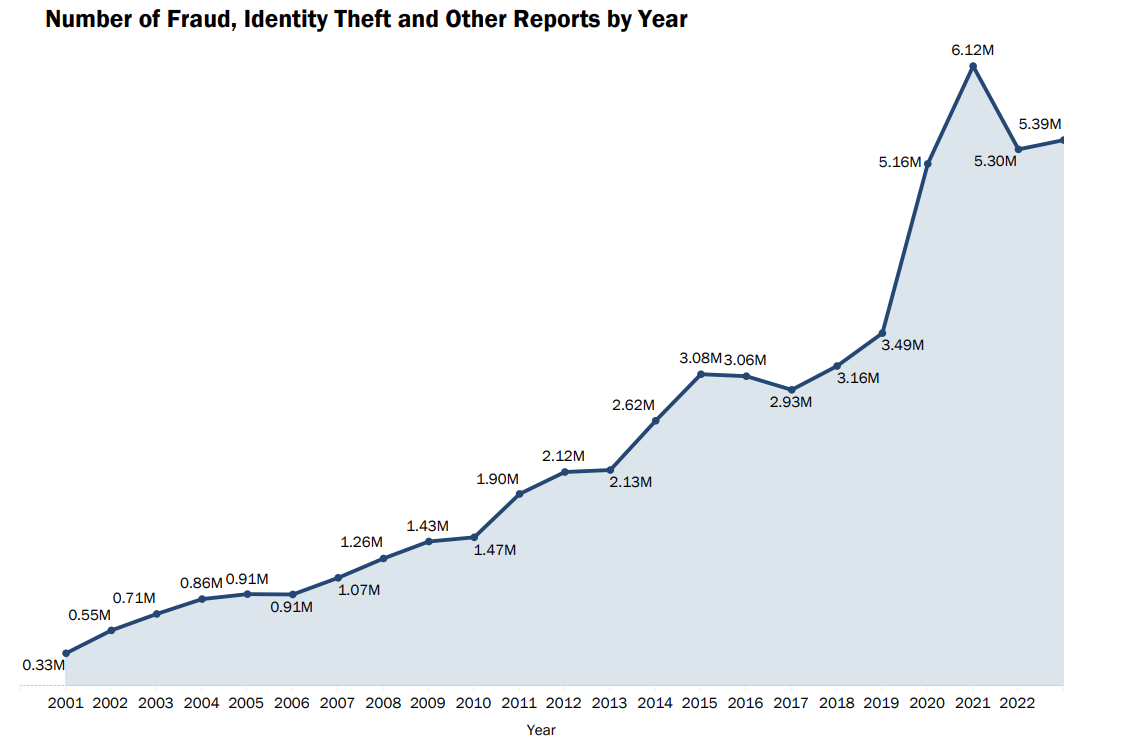 Number of Fraud, Identity Theft and Other Reports by Year
6.12M
5.39M
5.16M
5.30M
3.08M 3.06M
3.49M
3.16M
2.93M
2.62M
2.12M
1.90M
2.13M
1.43M
1.26M
1.47M
0.86M 0.91M
0.71M
1.07M
0.55M
0.91M
0.33M
2001 2002 2003 2004 2005 2006 2007 2008 2009 2010 2011 2012 2013 2014 2015 2016 2017 2018 2019 2020 2021 2022
Year